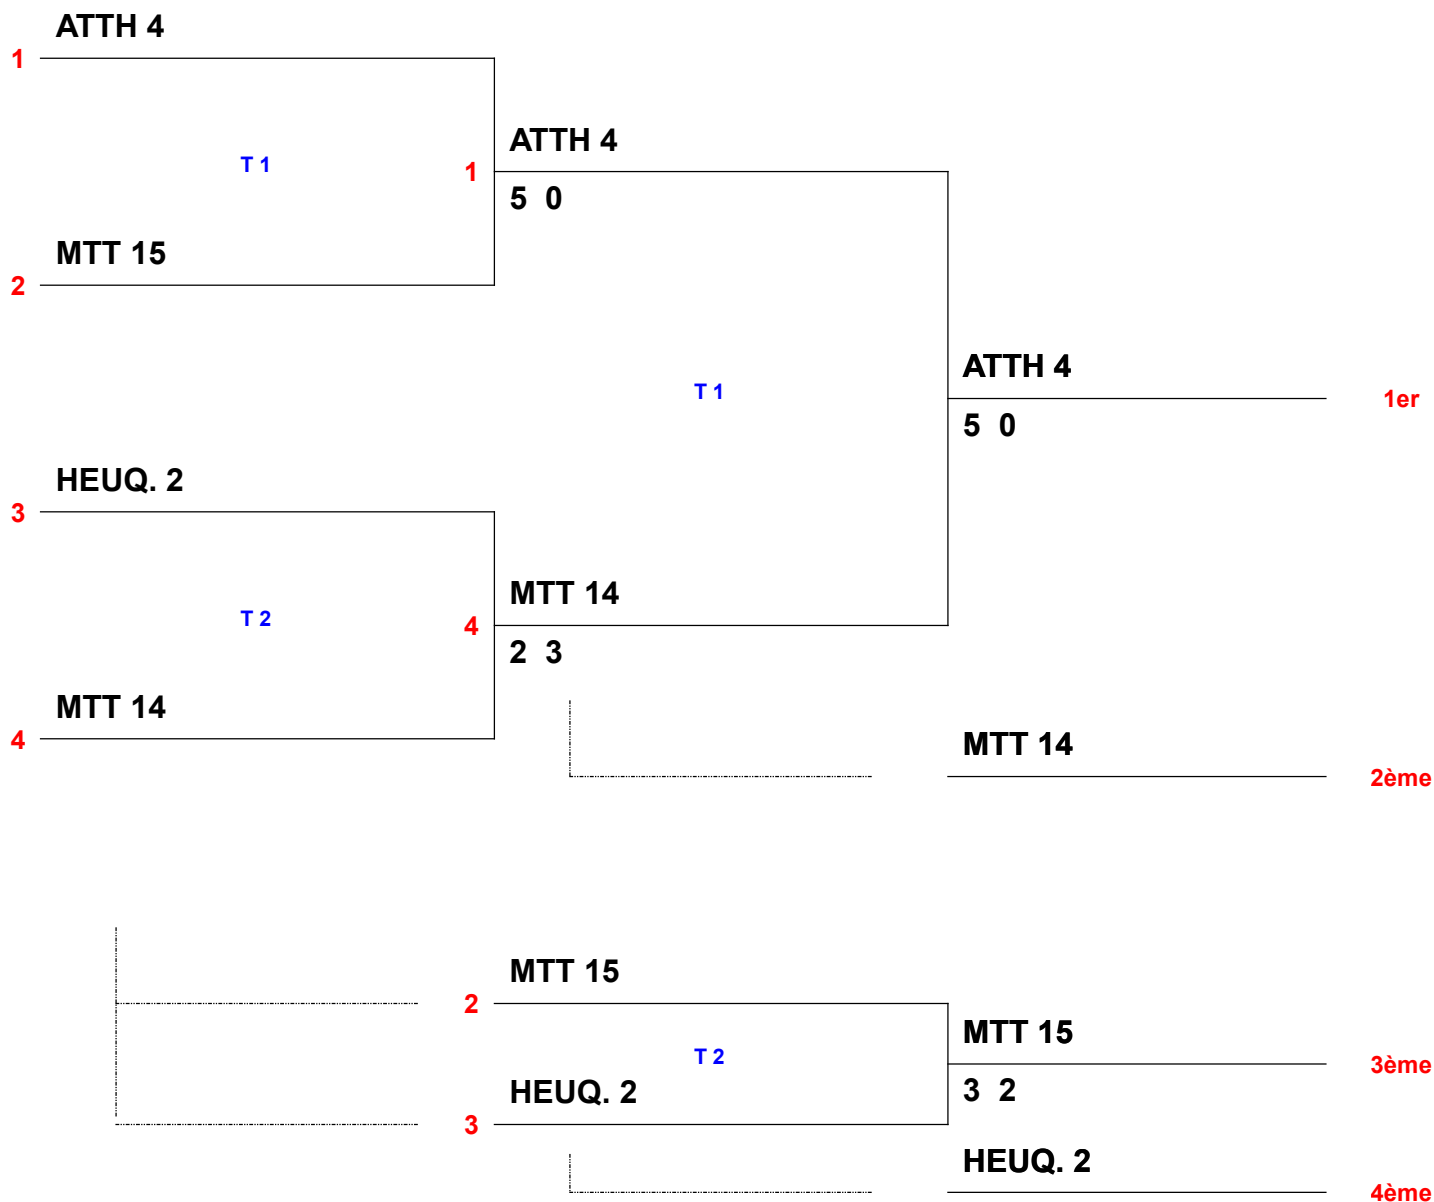 ATTH 4
1
T 1
ATTH 4
1
5 0
MTT 15
2
T 1
ATTH 4
1er
5 0
HEUQ. 2
3
T 2
MTT 14
4
2 3
MTT 14
4
MTT 14
2ème
MTT 15
2
T 2
MTT 15
3ème
3 2
HEUQ. 2
3
HEUQ. 2
4ème